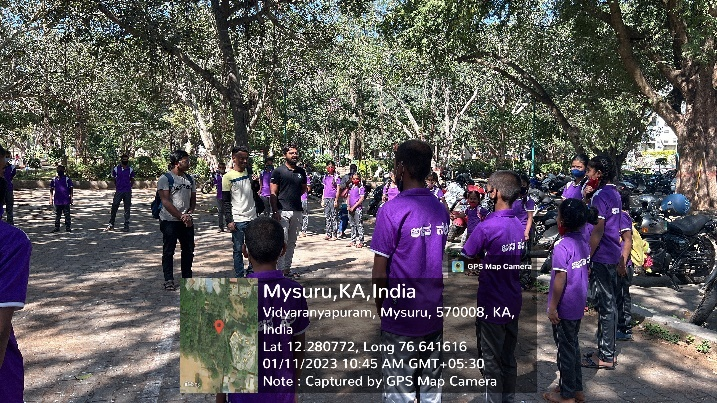 GPS Map Camera
Mysuru,KA,India
Vidyaranyapuram, Mysuru, 570008, KA,
India
Lat 12.280772, Long 76.641616
01/11/2023 10:45 AM GMT+05:30
Note : Captured by GPS Map Camera